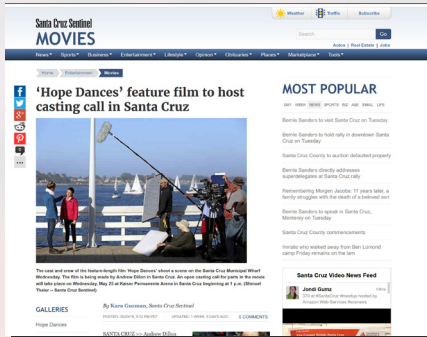 Weather Traffic Subscribe
Santa Cruz Sentinel
MOVIES
Search Go
Autos | Real Estate | Jobs
News Sports Business Entertainment Lifestyle Opinion Obituaries Places Marketplace Tools
Home Entertainment Movies
‘Hope Dances’ feature film to host
casting call in Santa Cruz
The cast and crew of the feature-length film 'Hope Dances' shoot a scene on the Santa Cruz Municipal Wharf
Wednesday. The film is being made by Andrew Dillon in Santa Cruz. An open casting call for parts in the movie
will take place on Wednesday, May 25 at Kaiser Permanente Arena in Santa Cruz beginning at 1 p.m. (Shmuel
Thaler -- Santa Cruz Sentinel)
GALLERIES
Hope Dances
By Kara Guzman, Santa Cruz Sentinel
0 COMMENTS
SANTA CRUZ >> Andrew Dillon
MOST POPULAR
DAY WEEK NEWS SPORTS BIZ A&E EMAIL LIFE
Bernie Sanders to visit Santa Cruz on Tuesday
Bernie Sanders to hold rally in downtown Santa
Cruz on Tuesday
Santa Cruz County to auction defaulted property
Bernie Sanders directly addresses
superdelegates at Santa Cruz rally
Remembering Morgan Jacobs: 11 years later, a
family struggles with the death of a beloved son
Bernie Sanders to speak in Santa Cruz,
Monterey on Tuesday
Santa Cruz County commencements
Inmate who walked away from Ben Lomond
camp Friday remains on the lam
Santa Cruz Video News Feed
Jondi Gumz